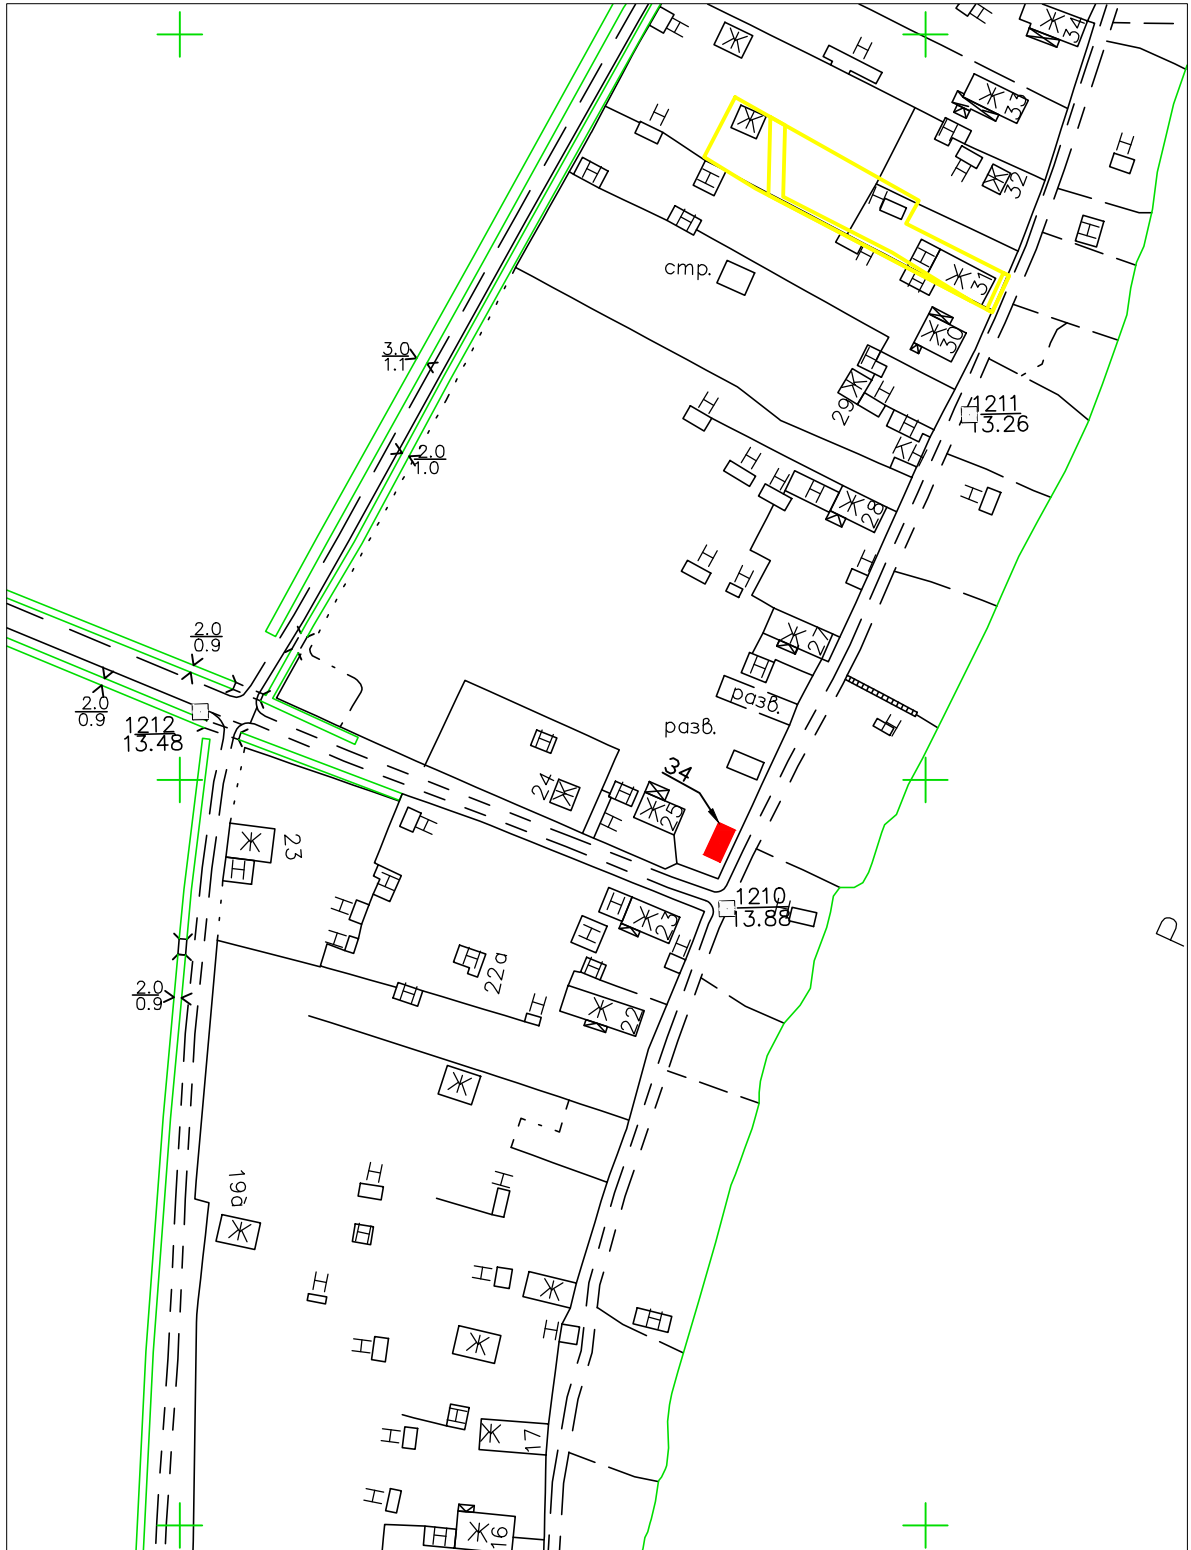 Н
Ж
Н
Н
34
Ж
Н
Ж
33
Н
Н
Н
Ж
Н
Н
Н
Ж
32
Н
Н
Н
Н
Н
стр.
Н
Н
Ж
31
Ж
30
3.0
1.1
Н
Ж
Н
29
1211
13.26
Н
Н
К
Н
2.0
1.0
Н
Н
Н
Ж
28
Н
Н
Н
Н
2.0
0.9
Ж
27
Н
разв.
2.0
0.9
1212
13.48
разв.
Н
Н
34
24
Ж
Н
Ж
25
Н
Н
Ж
23
Н
Н
Н
1210
13.88
Н
Ж
23
Н
Н
Н
Н
Р
22а
Н
Н
2.0
0.9
Н
Н
Ж
22
Ж
19а
Н
Н
Ж
Н
Н
Н
Ж
Н
Н
Н
Ж
Н
Н
Ж
17
Н
Н
Ж
16